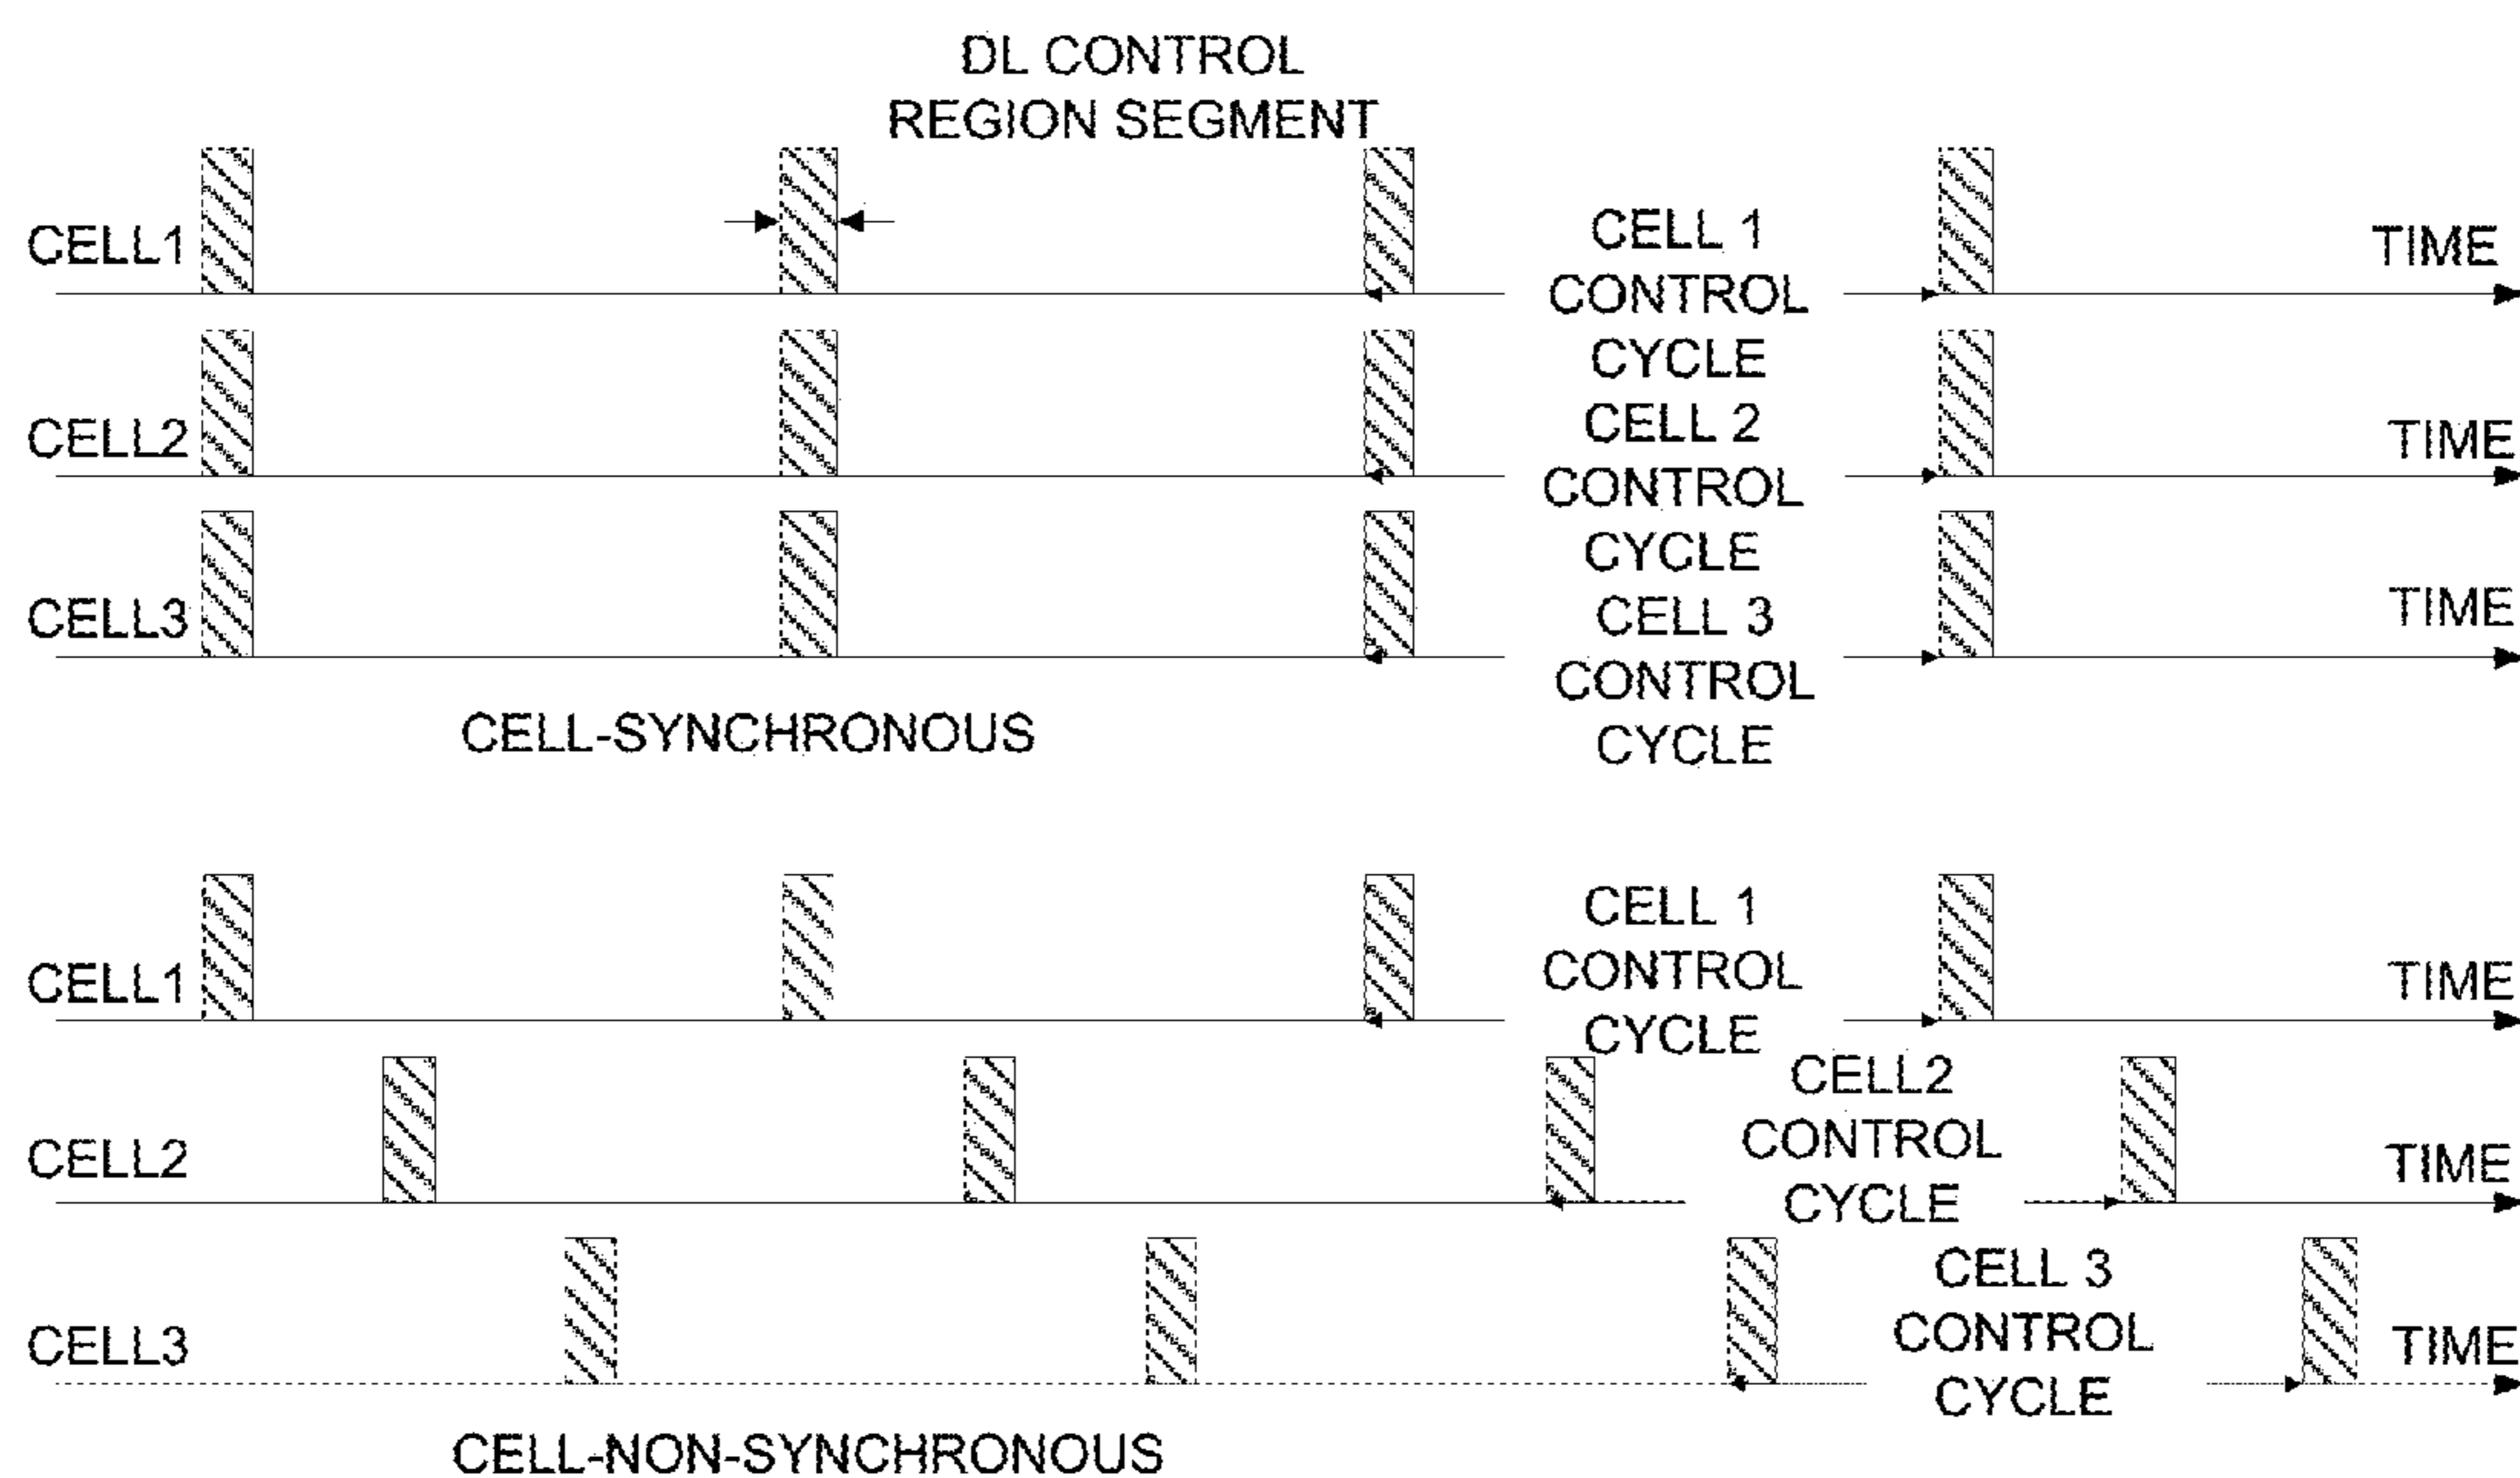 DL CONTROL
REGION SEGMENT
CELL1
CELL 1
CONTROL
CYCLE
TIME
CELL2
CELL 2
CONTROL
CYCLE
TIME
CELL3
CELL 3
CONTROL
CYCLE
TIME
CELL-SYNCHRONOUS
CELL1
CELL 1
CONTROL
CYCLE
TIME
CELL2
CELL2
CONTROL
CYCLE
TIME
CELL3
CELL 3
CONTROL
CYCLE
TIME
CELL-NON-SYNCHRONOUS